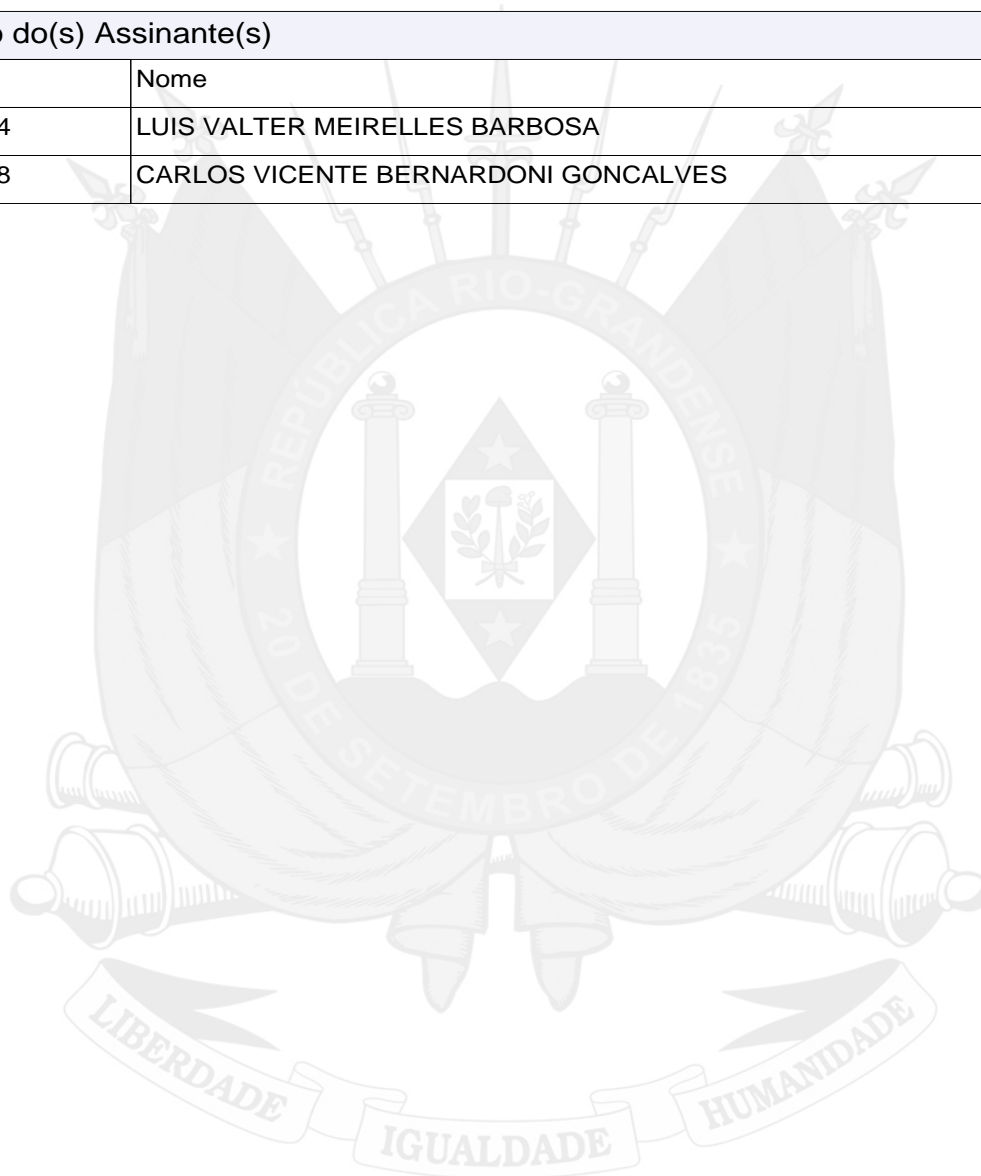 o do(s) Assinante(s)
Nome
4 LUIS VALTER MEIRELLES BARBOSA
8 CARLOS VICENTE BERNARDONI GONCALVES
REPÚBLICA RIO-GRANDENSE
★ 20 DE SETEMBRO DE 1835 ★
LIBERDADE IGUALDADE HUMANIDADE